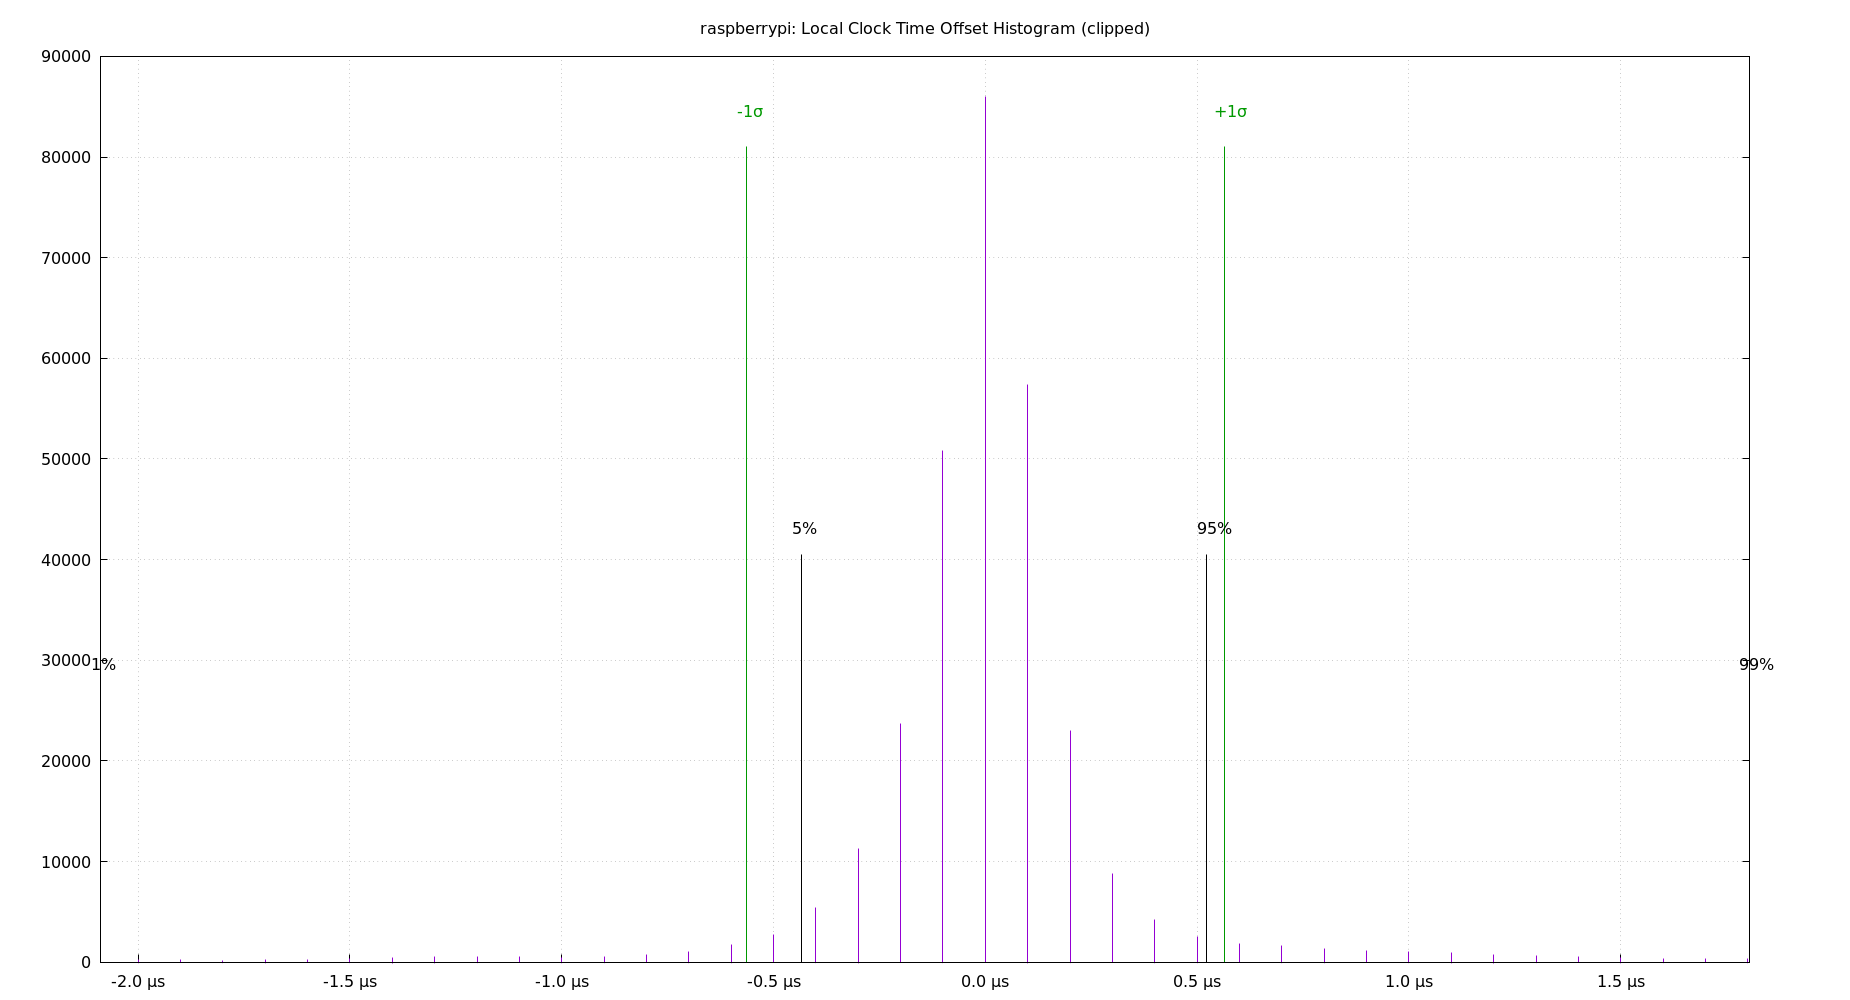 raspberrypi: Local Clock Time Offset Histogram (clipped)
90000
-1σ +1σ
80000
70000
60000
50000
5% 95%
40000
30000 1% 99%
20000
10000
0
-2.0 µs -1.5 µs -1.0 µs -0.5 µs 0.0 µs 0.5 µs 1.0 µs 1.5 µs